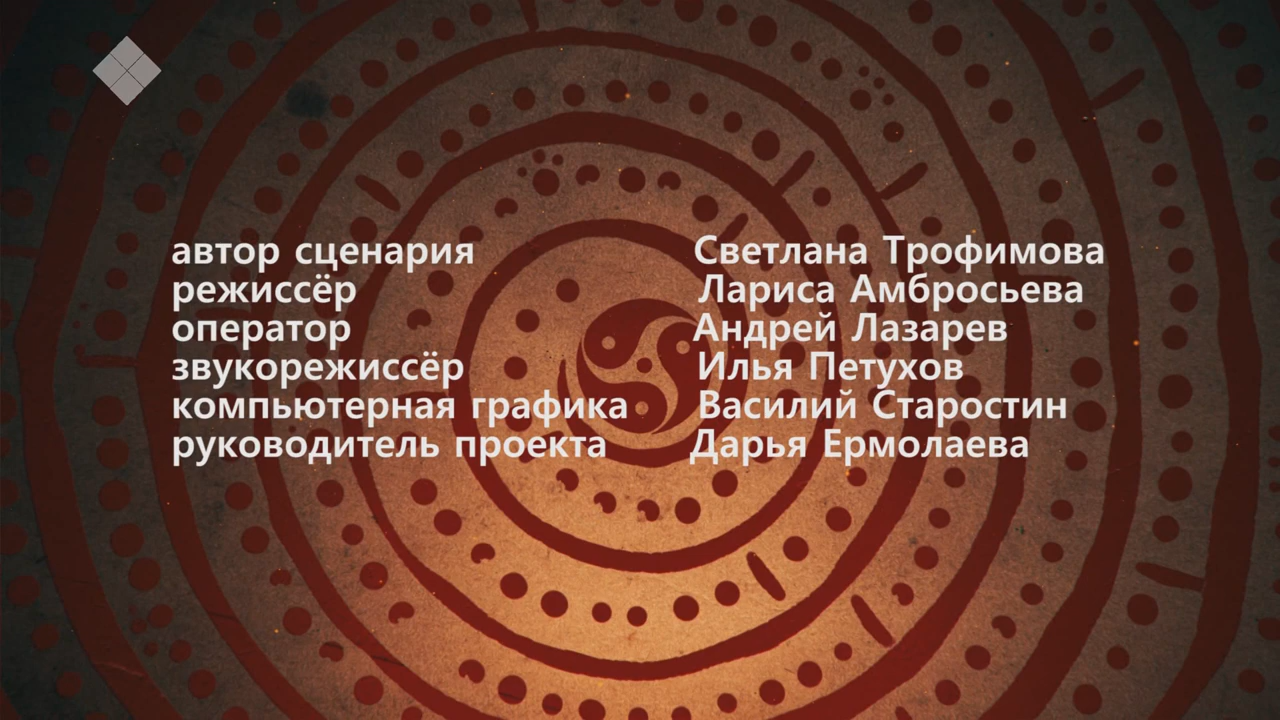 автор сценария Светлана Трофимова
режиссёр Лариса Амбросьева
оператор Андрей Лазарев
звукорежиссёр Илья Петухов
компьютерная графика Василий Старостин
руководитель проекта Дарья Ермолаева